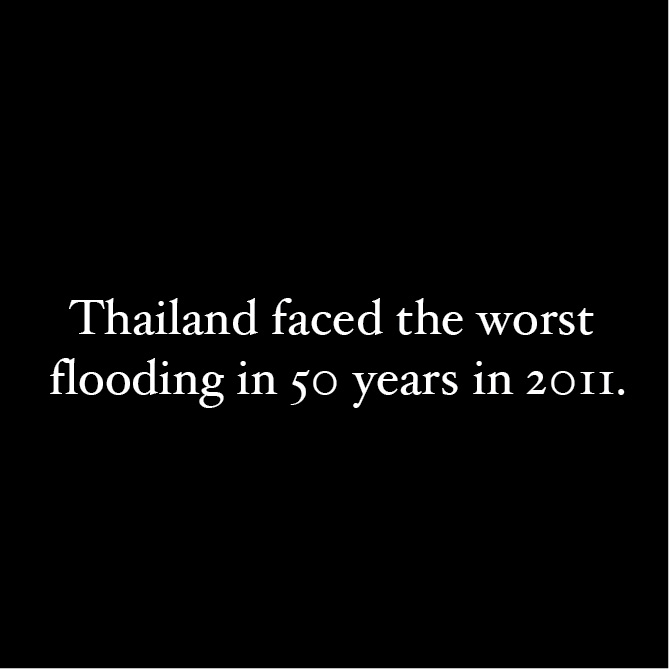 Thailand faced the worst
flooding in 50 years in 2011.